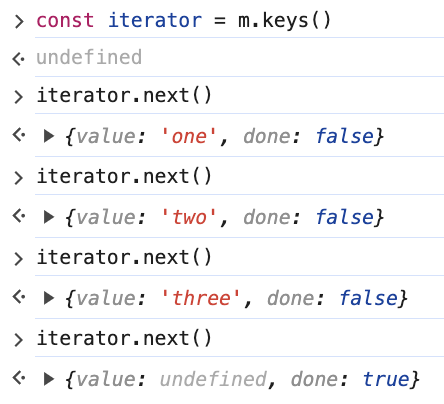 > const iterator = m.keys()
undefined
> iterator.next()
▶ {value: 'one', done: false}
> iterator.next()
▶ {value: 'two', done: false}
> iterator.next()
▶ {value: 'three', done: false}
> iterator.next()
▶ {value: undefined, done: true}